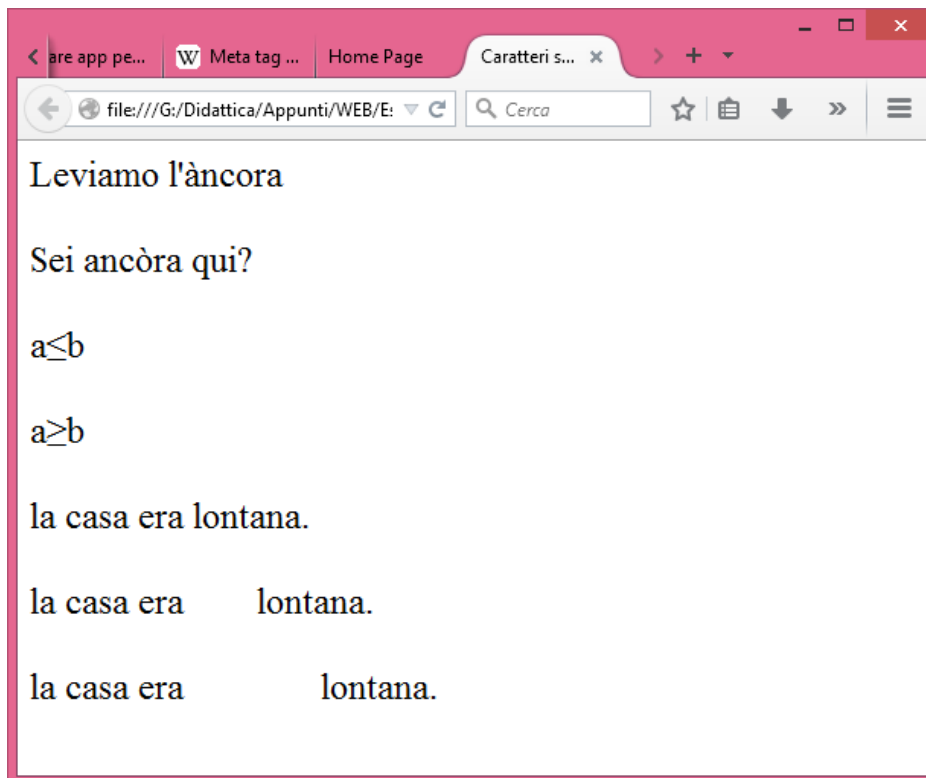 are app pe... Meta tag ... Home Page Caratteri s...
file:///G:/Didattica/Appunti/WEB/E: Cerca
Leviamo l'àncora
Sei ancòra qui?
a≤b
a≥b
la casa era lontana.
la casa era lontana.
la casa era lontana.